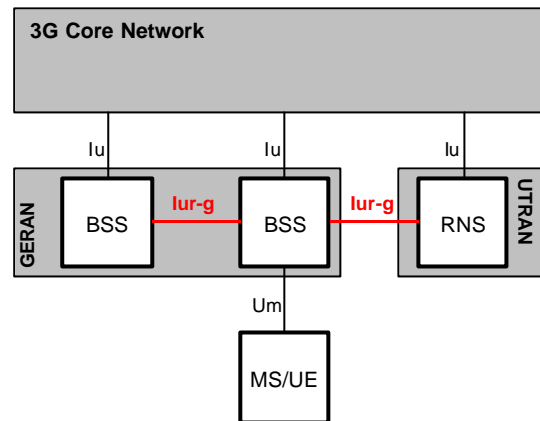 3G Core Network
Iu
Iu
Iu
GERAN
BSS
Iur-g
BSS
Iur-g
RNS
UTRAN
Um
MS/UE